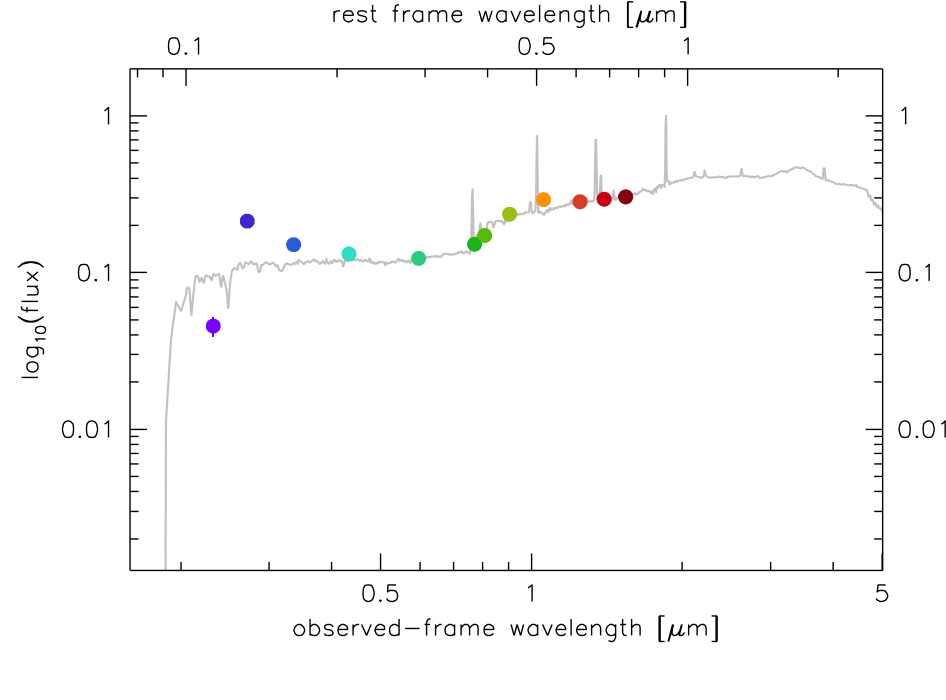 rest frame wavelength [μm]
0.1 0.5 1
1 1
0.1 0.1
0.01 0.01
log₁₀(flux)
0.5 1 5
observed-frame wavelength [μm]